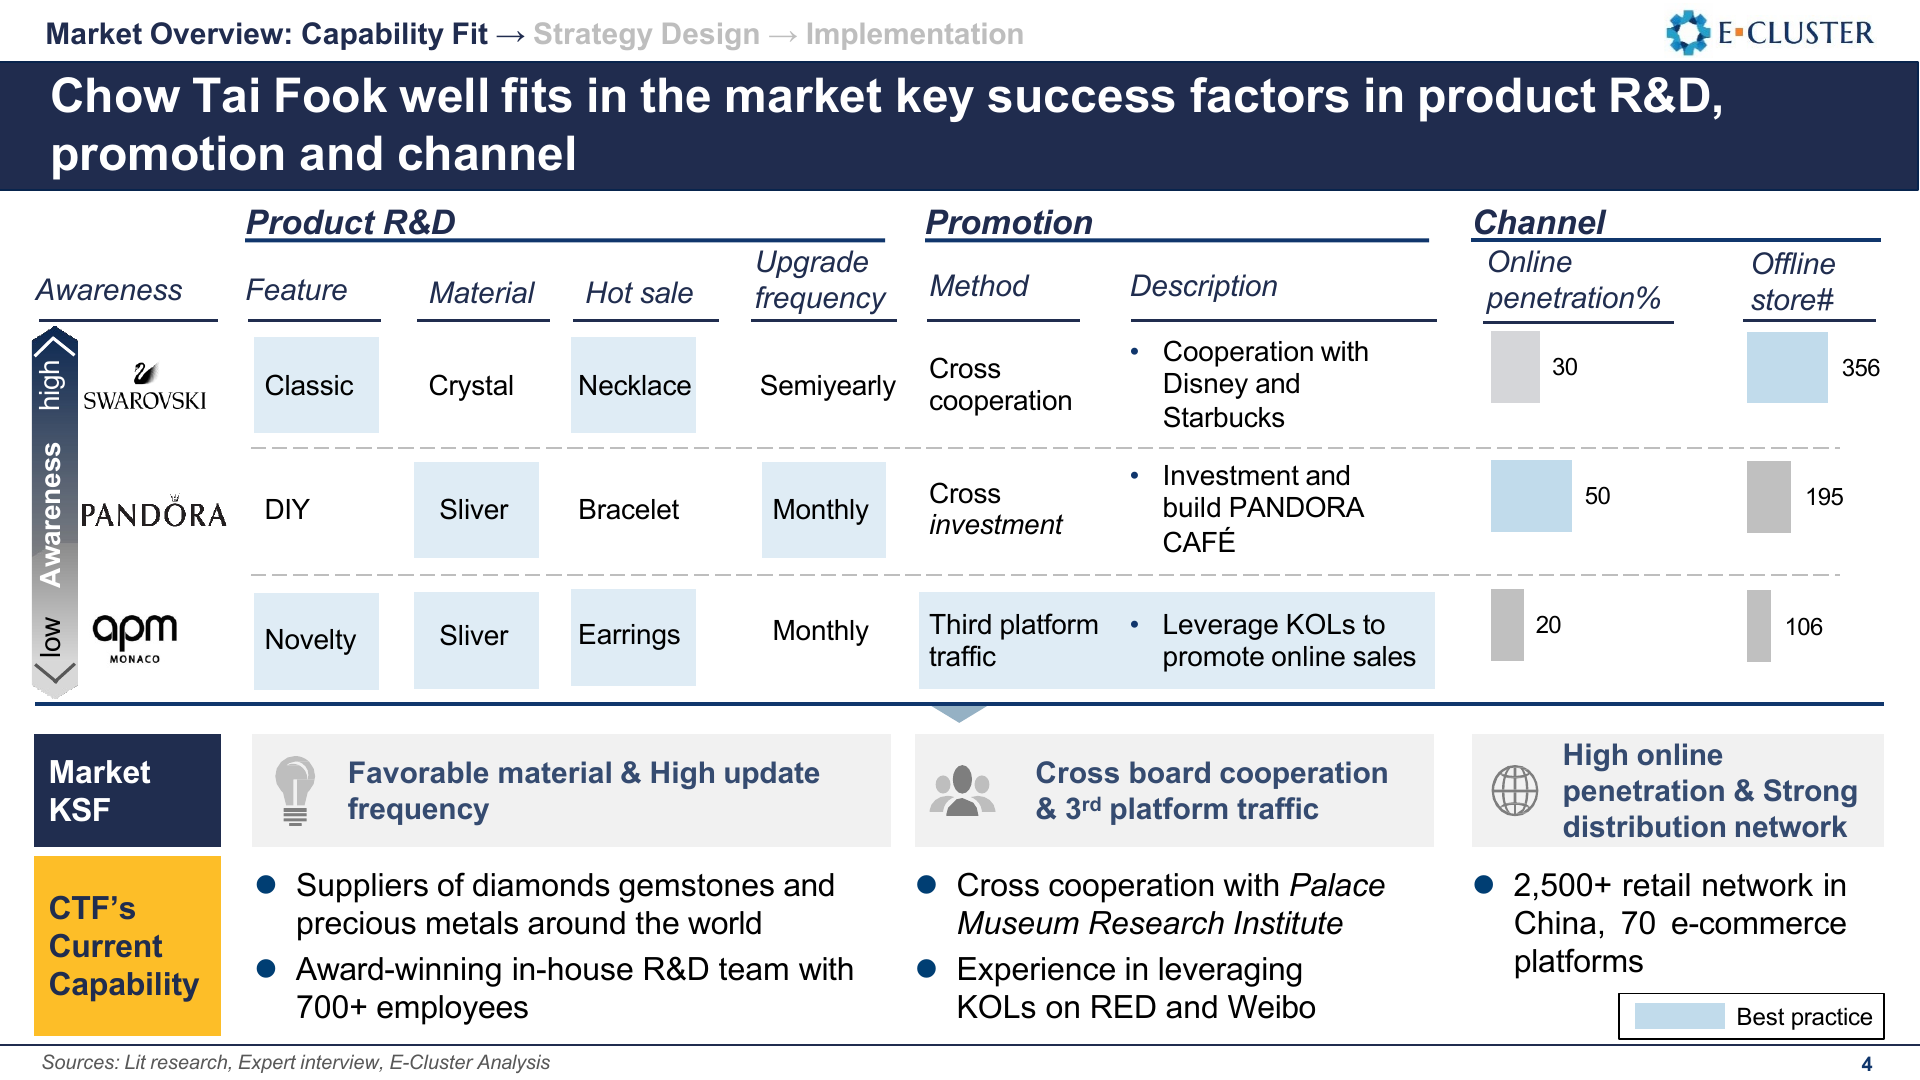 Market Overview: Capability Fit → Strategy Design → Implementation
E▪CLUSTER
Chow Tai Fook well fits in the market key success factors in product R&D,
promotion and channel
Product R&D
Promotion
Channel
Awareness
Feature
Material
Hot sale
Upgrade
frequency
Method
Description
Online
penetration%
Offline
store#
high
Awareness
low
SWAROVSKI
Classic
Crystal
Necklace
Semiyearly
Cross
cooperation
• Cooperation with
Disney and
Starbucks
30
356
PANDÖRA
DIY
Sliver
Bracelet
Monthly
Cross
investment
• Investment and
build PANDORA
CAFÉ
50
195
apm
MONACO
Novelty
Sliver
Earrings
Monthly
Third platform
traffic
• Leverage KOLs to
promote online sales
20
106
Market
KSF
Favorable material & High update
frequency
Cross board cooperation
& 3rd platform traffic
High online
penetration & Strong
distribution network
CTF’s
Current
Capability
● Suppliers of diamonds gemstones and
precious metals around the world
● Award-winning in-house R&D team with
700+ employees
● Cross cooperation with Palace
Museum Research Institute
● Experience in leveraging
KOLs on RED and Weibo
● 2,500+ retail network in
China, 70 e-commerce
platforms
Best practice
Sources: Lit research, Expert interview, E-Cluster Analysis
4